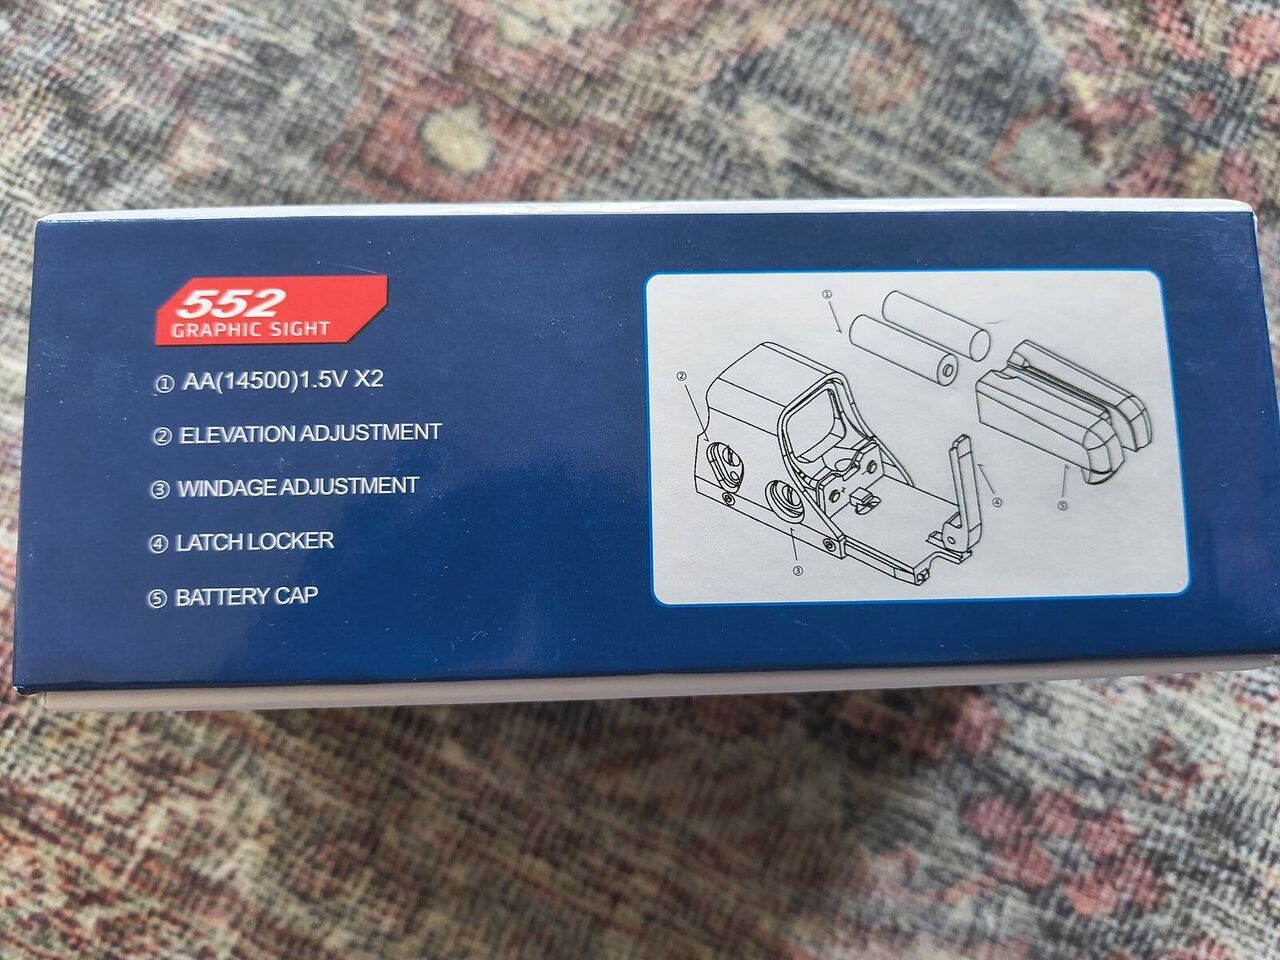 552
GRAPHIC SIGHT
① AA(14500)1.5V X2
② ELEVATION ADJUSTMENT
③ WINDAGE ADJUSTMENT
④ LATCH LOCKER
⑤ BATTERY CAP
①
②
③
④
⑤